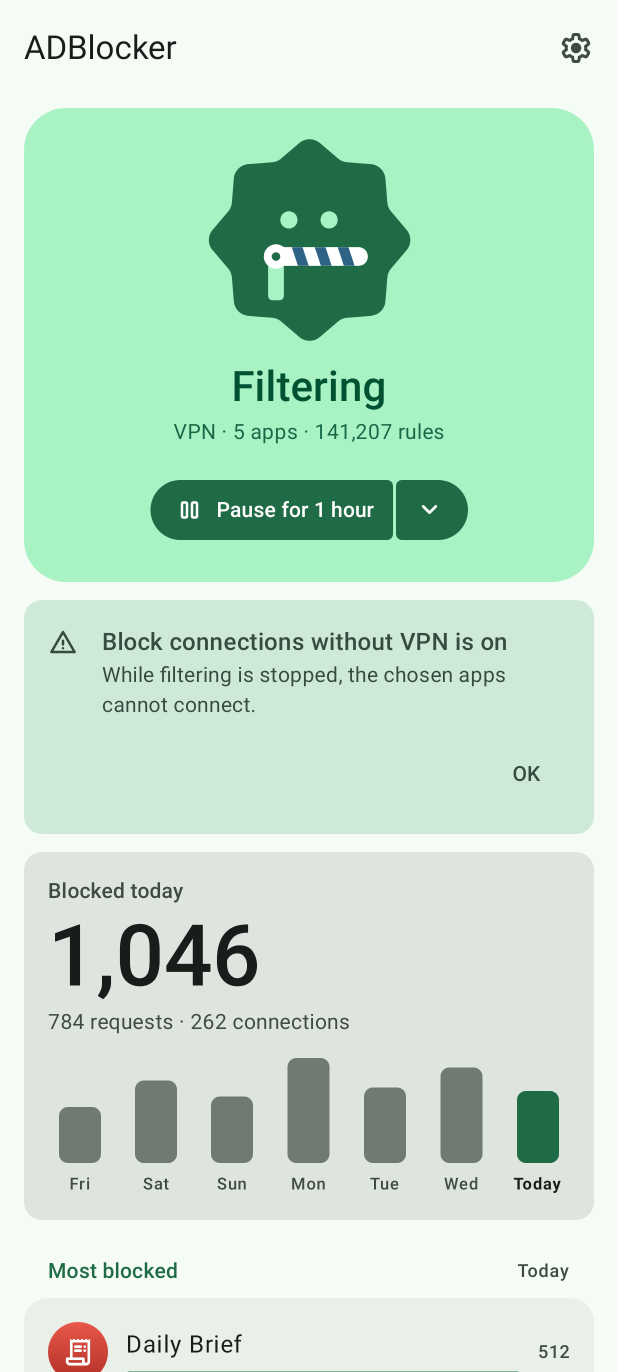 ADBlocker
Filtering
VPN · 5 apps · 141,207 rules
Pause for 1 hour
Block connections without VPN is on
While filtering is stopped, the chosen apps
cannot connect.
OK
Blocked today
1,046
784 requests · 262 connections
Fri Sat Sun Mon Tue Wed Today
Most blocked Today
Daily Brief 512